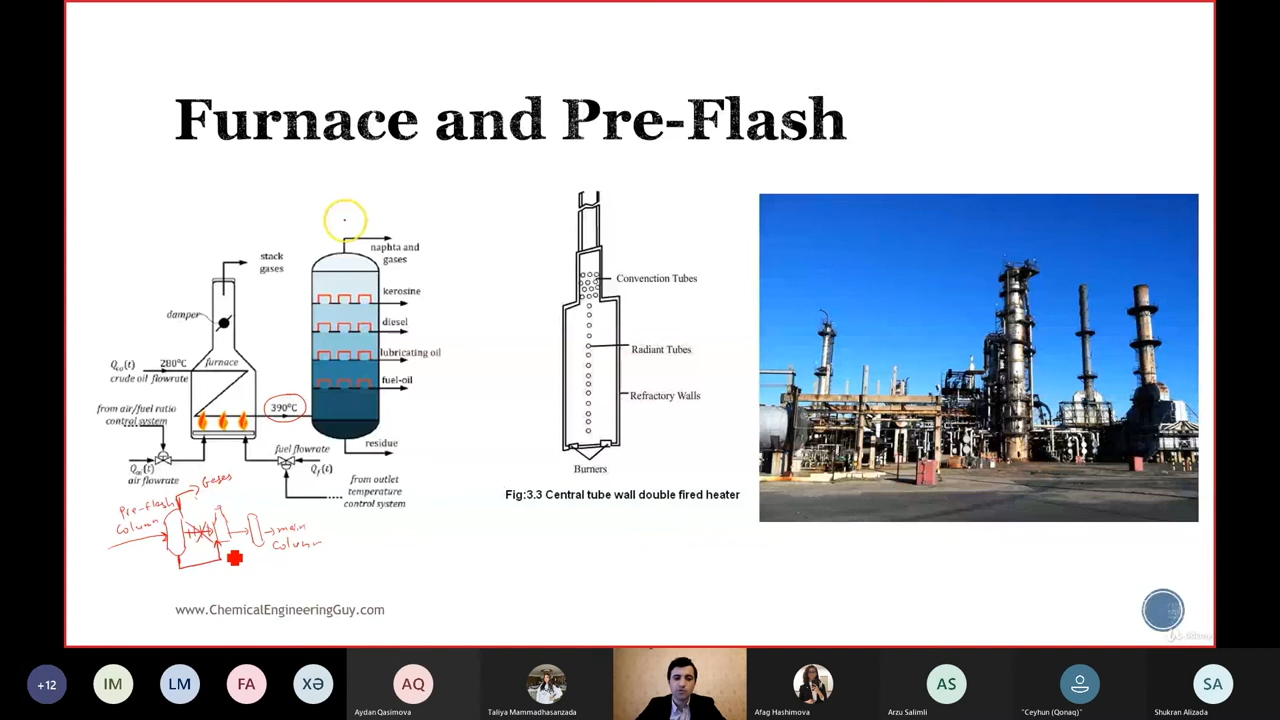 Furnace and Pre-Flash
stack
gases
damper
Qco(t)
280°C
furnace
crude oil flowrate
from air/fuel ratio
control system
390°C
fuel flowrate
Qa(t)
air flowrate
Qf(t)
from outlet
temperature
control system
naphta and
gases
kerosine
diesel
lubricating oil
fuel-oil
residue
Gases
Pre-Flash
Column
main
Column
Convenction Tubes
Radiant Tubes
Refractory Walls
Burners
Fig:3.3 Central tube wall double fired heater
www.ChemicalEngineeringGuy.com
+12
IM
LM
FA
XƏ
AQ
Aydan Qasimova
Taliya Mammadhasanzada
Afag Hashimova
AS
Arzu Salimli
"Ceyhun (Qonaq)"
SA
Shukran Alizada